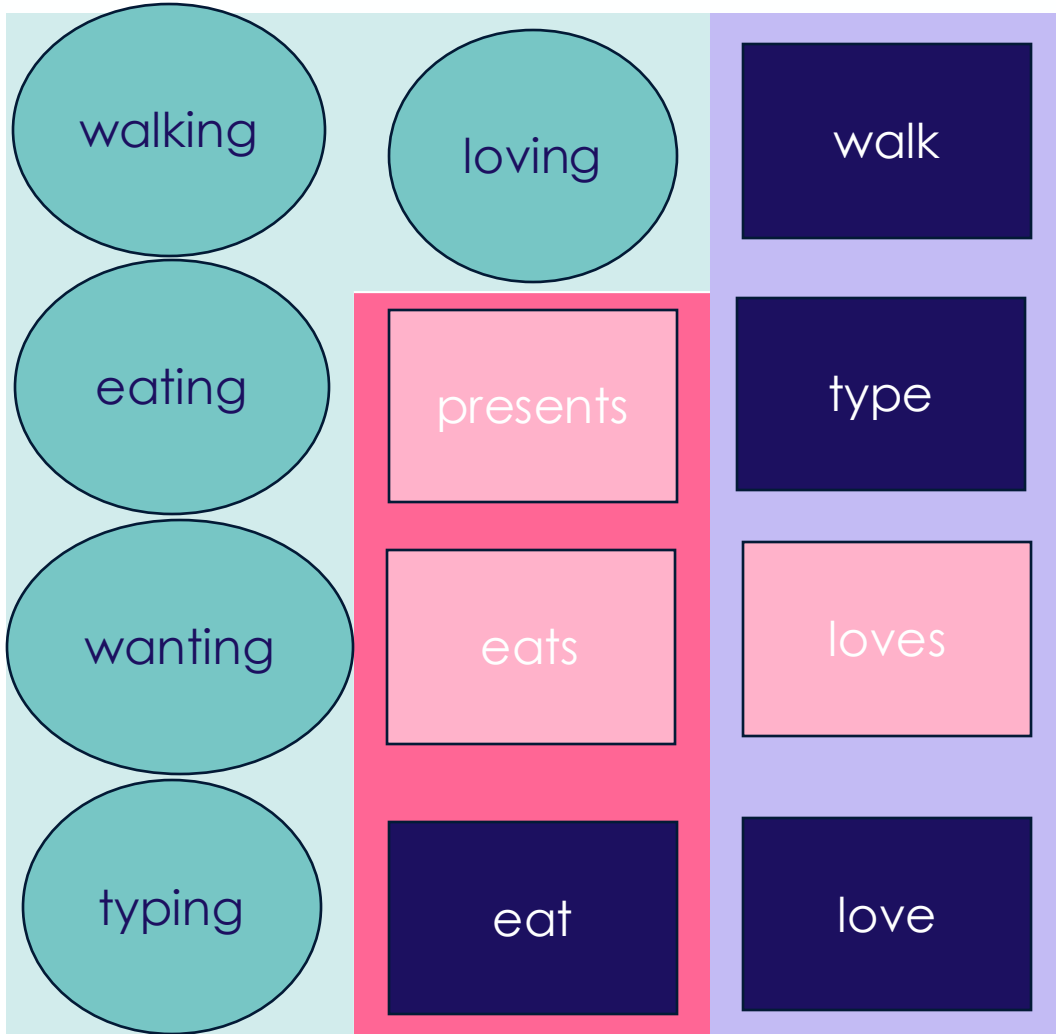 walking
loving
walk
eating
presents
type
wanting
eats
loves
typing
eat
love